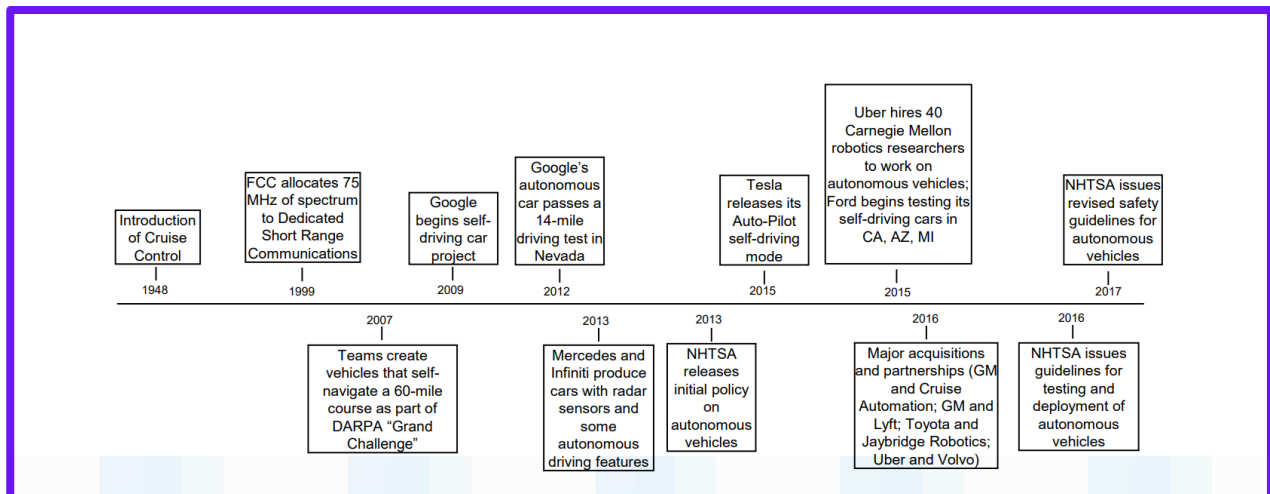 Introduction
of Cruise
Control
1948
FCC allocates 75
MHz of spectrum
to Dedicated
Short Range
Communications
1999
2007
Teams create
vehicles that self-
navigate a 60-mile
course as part of
DARPA “Grand
Challenge”
Google
begins self-
driving car
project
2009
Google’s
autonomous
car passes a
14-mile
driving test in
Nevada
2012
2013
Mercedes and
Infiniti produce
cars with radar
sensors and
some
autonomous
driving features
2013
NHTSA
releases
initial policy
on
autonomous
vehicles
Tesla
releases its
Auto-Pilot
self-driving
mode
2015
Uber hires 40
Carnegie Mellon
robotics researchers
to work on
autonomous vehicles;
Ford begins testing its
self-driving cars in
CA, AZ, MI
2015
2016
Major acquisitions
and partnerships (GM
and Cruise
Automation; GM and
Lyft; Toyota and
Jaybridge Robotics;
Uber and Volvo)
2016
NHTSA issues
guidelines for
testing and
deployment of
autonomous
vehicles
NHTSA issues
revised safety
guidelines for
autonomous
vehicles
2017